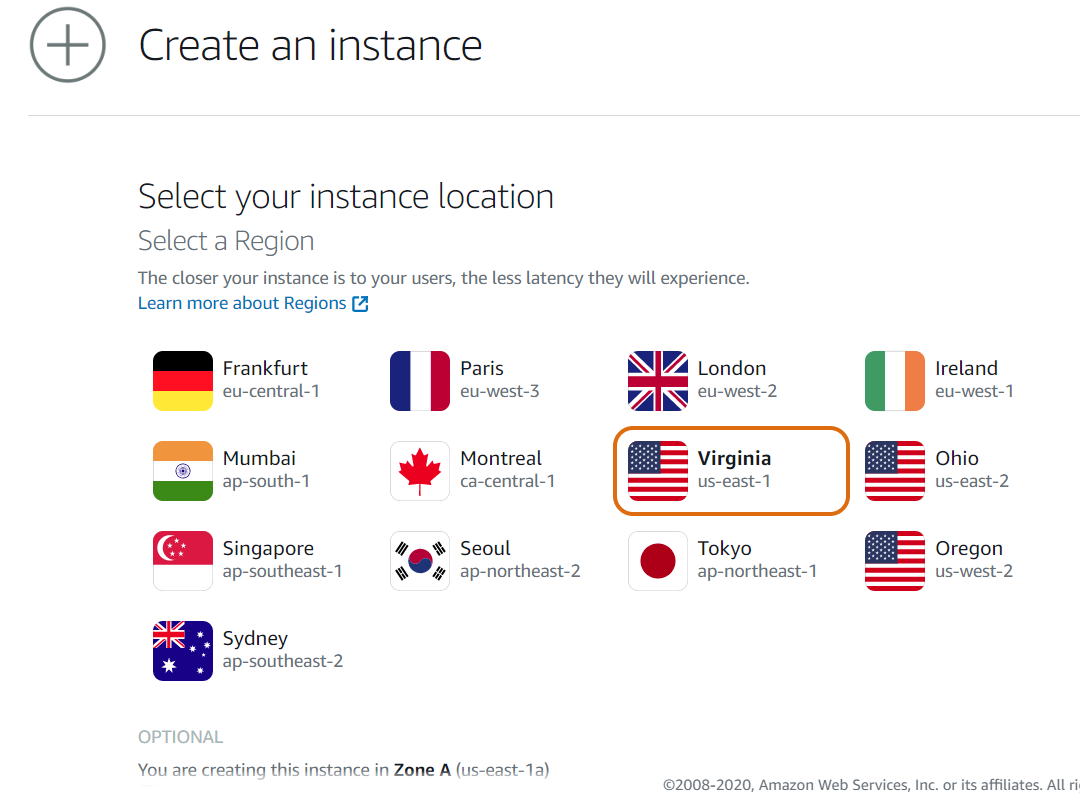 Create an instance
Select your instance location
Select a Region
The closer your instance is to your users, the less latency they will experience.
Learn more about Regions
Frankfurt
eu-central-1
Paris
eu-west-3
London
eu-west-2
Ireland
eu-west-1
Mumbai
ap-south-1
Montreal
ca-central-1
Virginia
us-east-1
Ohio
us-east-2
Singapore
ap-southeast-1
Seoul
ap-northeast-2
Tokyo
ap-northeast-1
Oregon
us-west-2
Sydney
ap-southeast-2
OPTIONAL
You are creating this instance in Zone A (us-east-1a)
©2008-2020, Amazon Web Services, Inc. or its affiliates. All